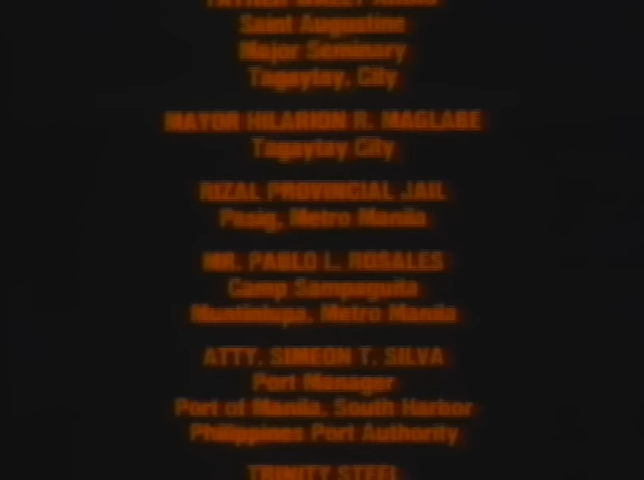 Saint Augustine
Major Seminary
Tagaytay, City
MAYOR HILARION R. MAGLABE
Tagaytay City
RIZAL PROVINCIAL JAIL
Pasig, Metro Manila
MR. PABLO L. ROSALES
Camp Sampaguita
Muntinlupa, Metro Manila
ATTY. SIMEON T. SILVA
Port Manager
Port of Manila, South Harbor
Philippines Port Authority
TRINITY STEEL